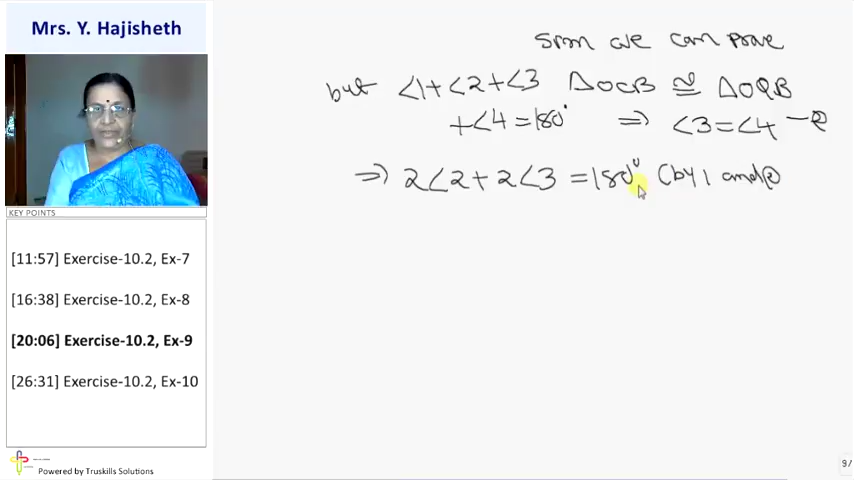 Mrs. Y. Hajisheth
KEY POINTS
[11:57] Exercise-10.2, Ex-7
[16:38] Exercise-10.2, Ex-8
[20:06] Exercise-10.2, Ex-9
[26:31] Exercise-10.2, Ex-10
Powered by Truskills Solutions
we can prove
but ∠1+∠2+∠3 ΔOCB ≅ ΔOQB
+∠4=180° ⇒ ∠3=∠4 —②
⇒ 2∠2+2∠3=180° (by 1 and ②
9/